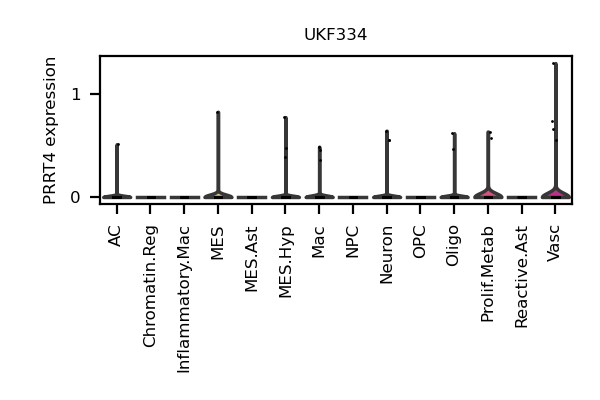 UKF334
PRRT4 expression
1
0
AC
Chromatin.Reg
Inflammatory.Mac
MES
MES.Ast
MES.Hyp
Mac
NPC
Neuron
OPC
Oligo
Prolif.Metab
Reactive.Ast
Vasc